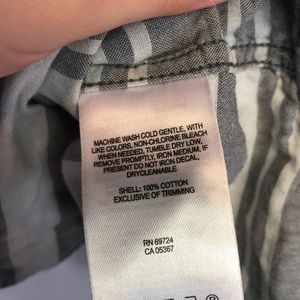 MACHINE WASH COLD GENTLE, WITH
LIKE COLORS, NON-CHLORINE BLEACH
WHEN NEEDED, TUMBLE DRY LOW,
REMOVE PROMPTLY, IRON MEDIUM, IF
PRESENT DO NOT IRON DECAL,
DRYCLEANABLE
SHELL: 100% COTTON
EXCLUSIVE OF TRIMMING
RN 69724
CA 05367